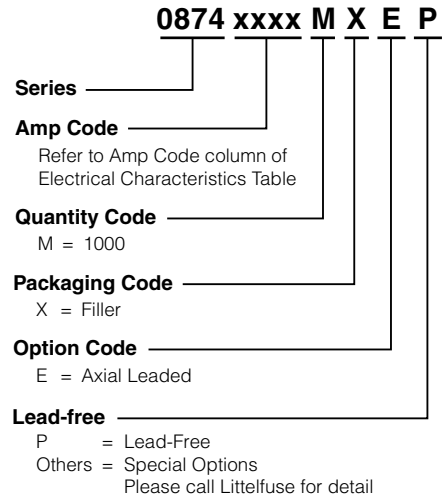 0874 xxxx M X E P
Series
Amp Code
Refer to Amp Code column of
Electrical Characteristics Table
Quantity Code
M = 1000
Packaging Code
X = Filler
Option Code
E = Axial Leaded
Lead-free
P = Lead-Free
Others = Special Options
Please call Littelfuse for detail